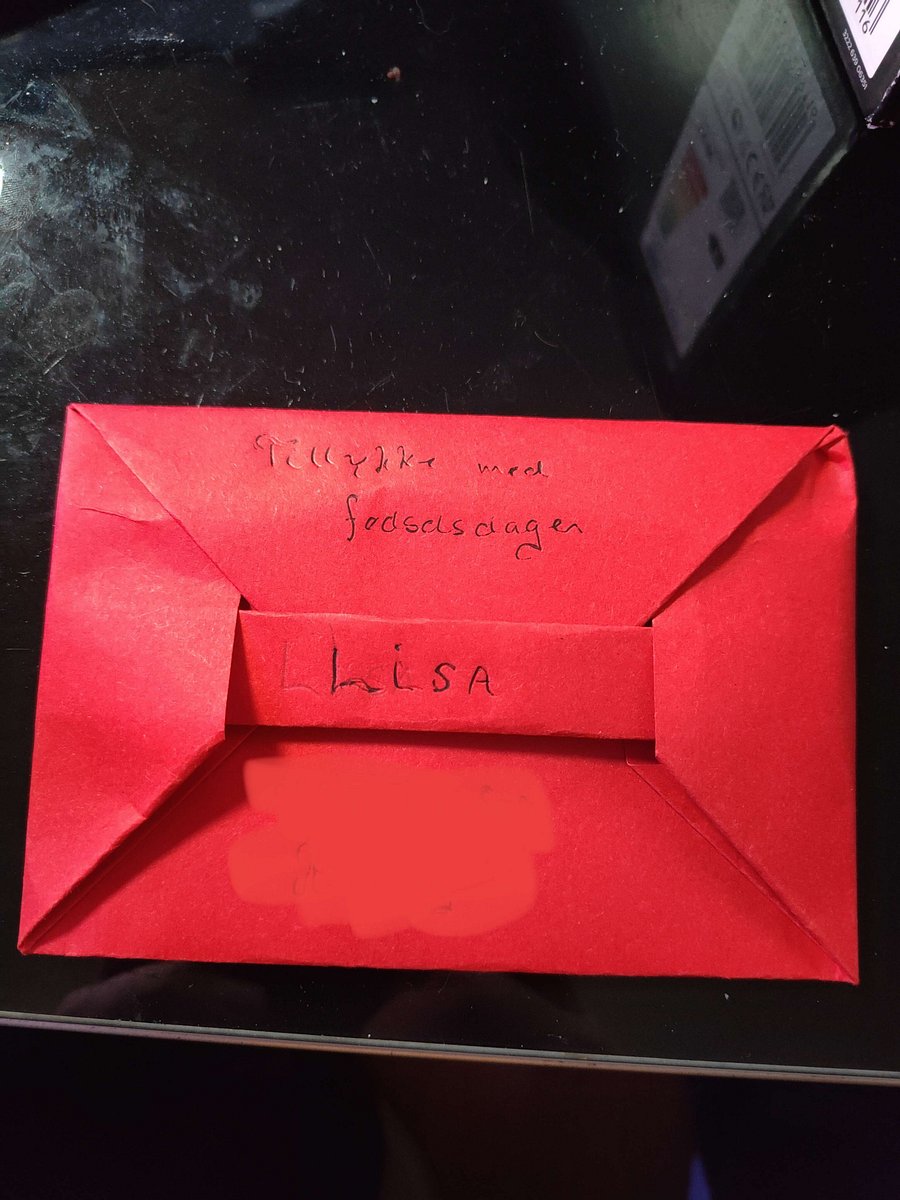 Tillykke med
fødselsdagen
LiSA